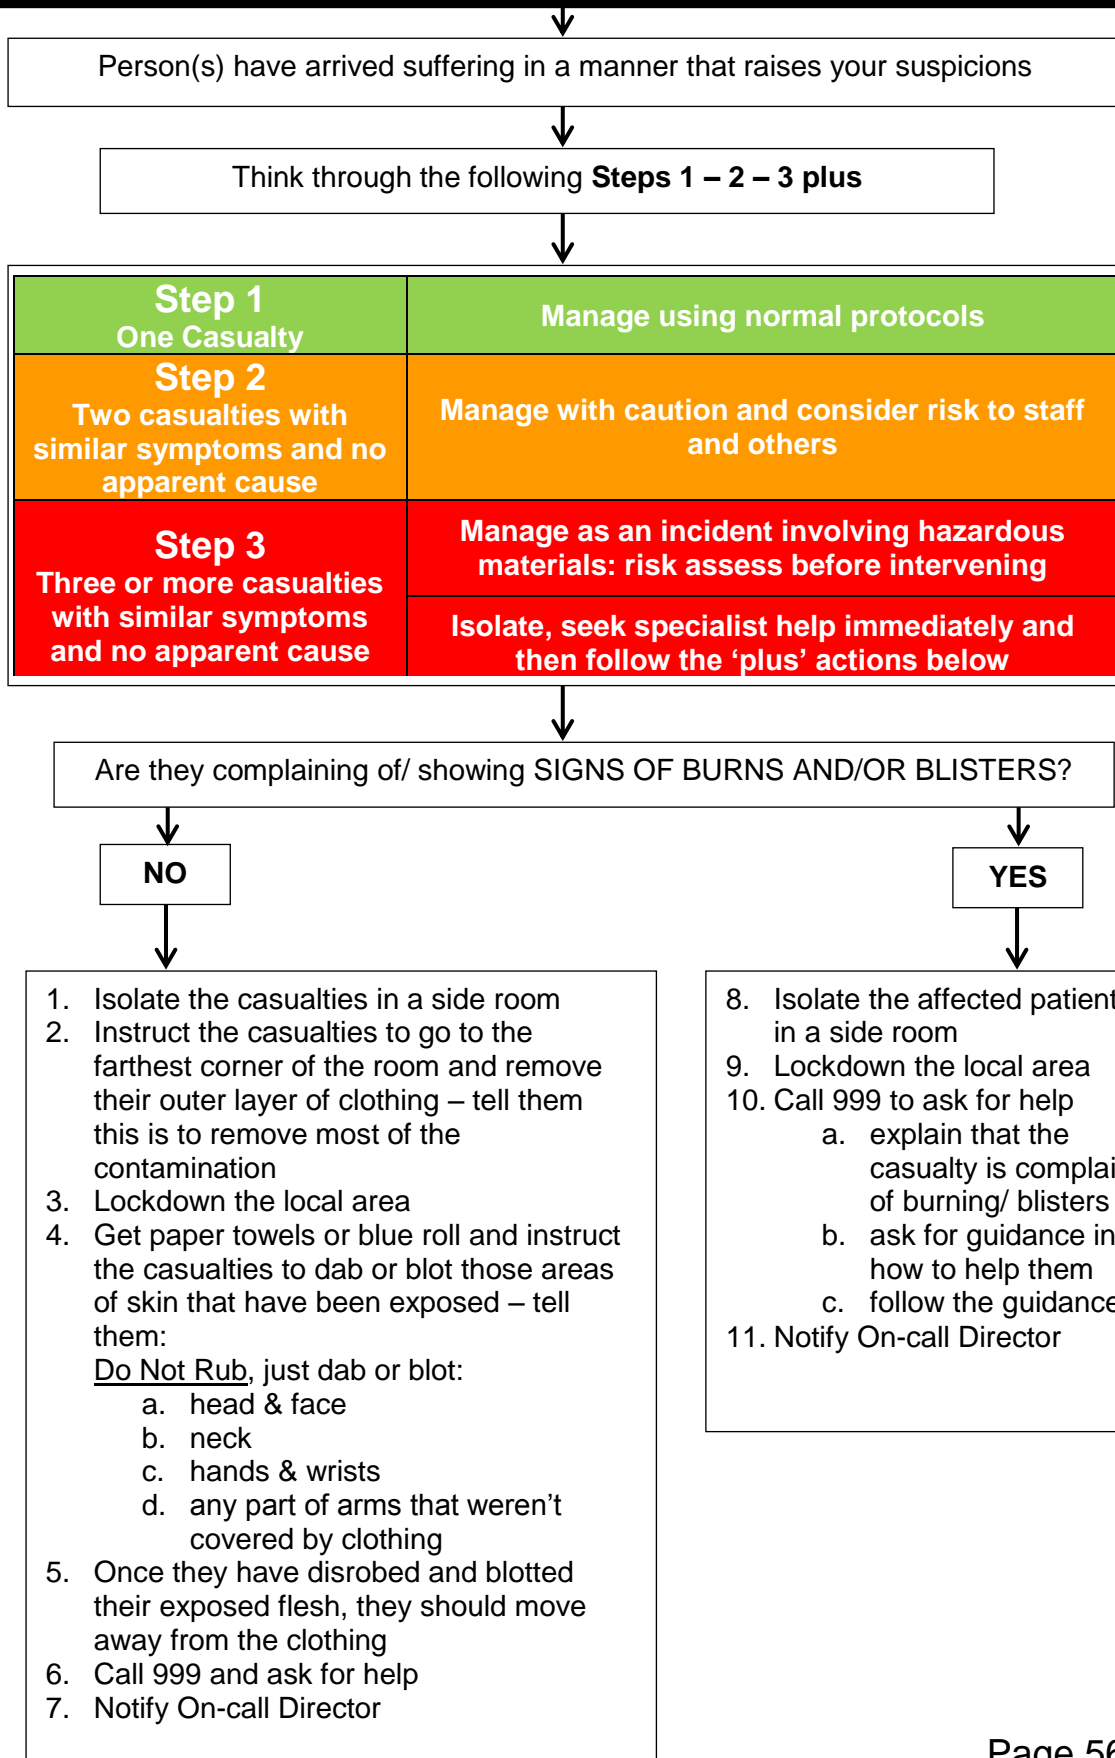 Person(s) have arrived suffering in a manner that raises your suspicions
Think through the following Steps 1 – 2 – 3 plus
Step 1
One Casualty
Manage using normal protocols
Step 2
Two casualties with
similar symptoms and no
apparent cause
Manage with caution and consider risk to staff
and others
Step 3
Three or more casualties
with similar symptoms
and no apparent cause
Manage as an incident involving hazardous
materials: risk assess before intervening
Isolate, seek specialist help immediately and
then follow the ‘plus’ actions below
Are they complaining of/ showing SIGNS OF BURNS AND/OR BLISTERS?
NO
1. Isolate the casualties in a side room
2. Instruct the casualties to go to the
farthest corner of the room and remove
their outer layer of clothing – tell them
this is to remove most of the
contamination
3. Lockdown the local area
4. Get paper towels or blue roll and instruct
the casualties to dab or blot those areas
of skin that have been exposed – tell
them:
Do Not Rub, just dab or blot:
a. head & face
b. neck
c. hands & wrists
d. any part of arms that weren’t
covered by clothing
5. Once they have disrobed and blotted
their exposed flesh, they should move
away from the clothing
6. Call 999 and ask for help
7. Notify On-call Director
YES
8. Isolate the affected patient
in a side room
9. Lockdown the local area
10. Call 999 to ask for help
a. explain that the
casualty is complai
of burning/ blisters
b. ask for guidance in
how to help them
c. follow the guidance
11. Notify On-call Director
Page 56